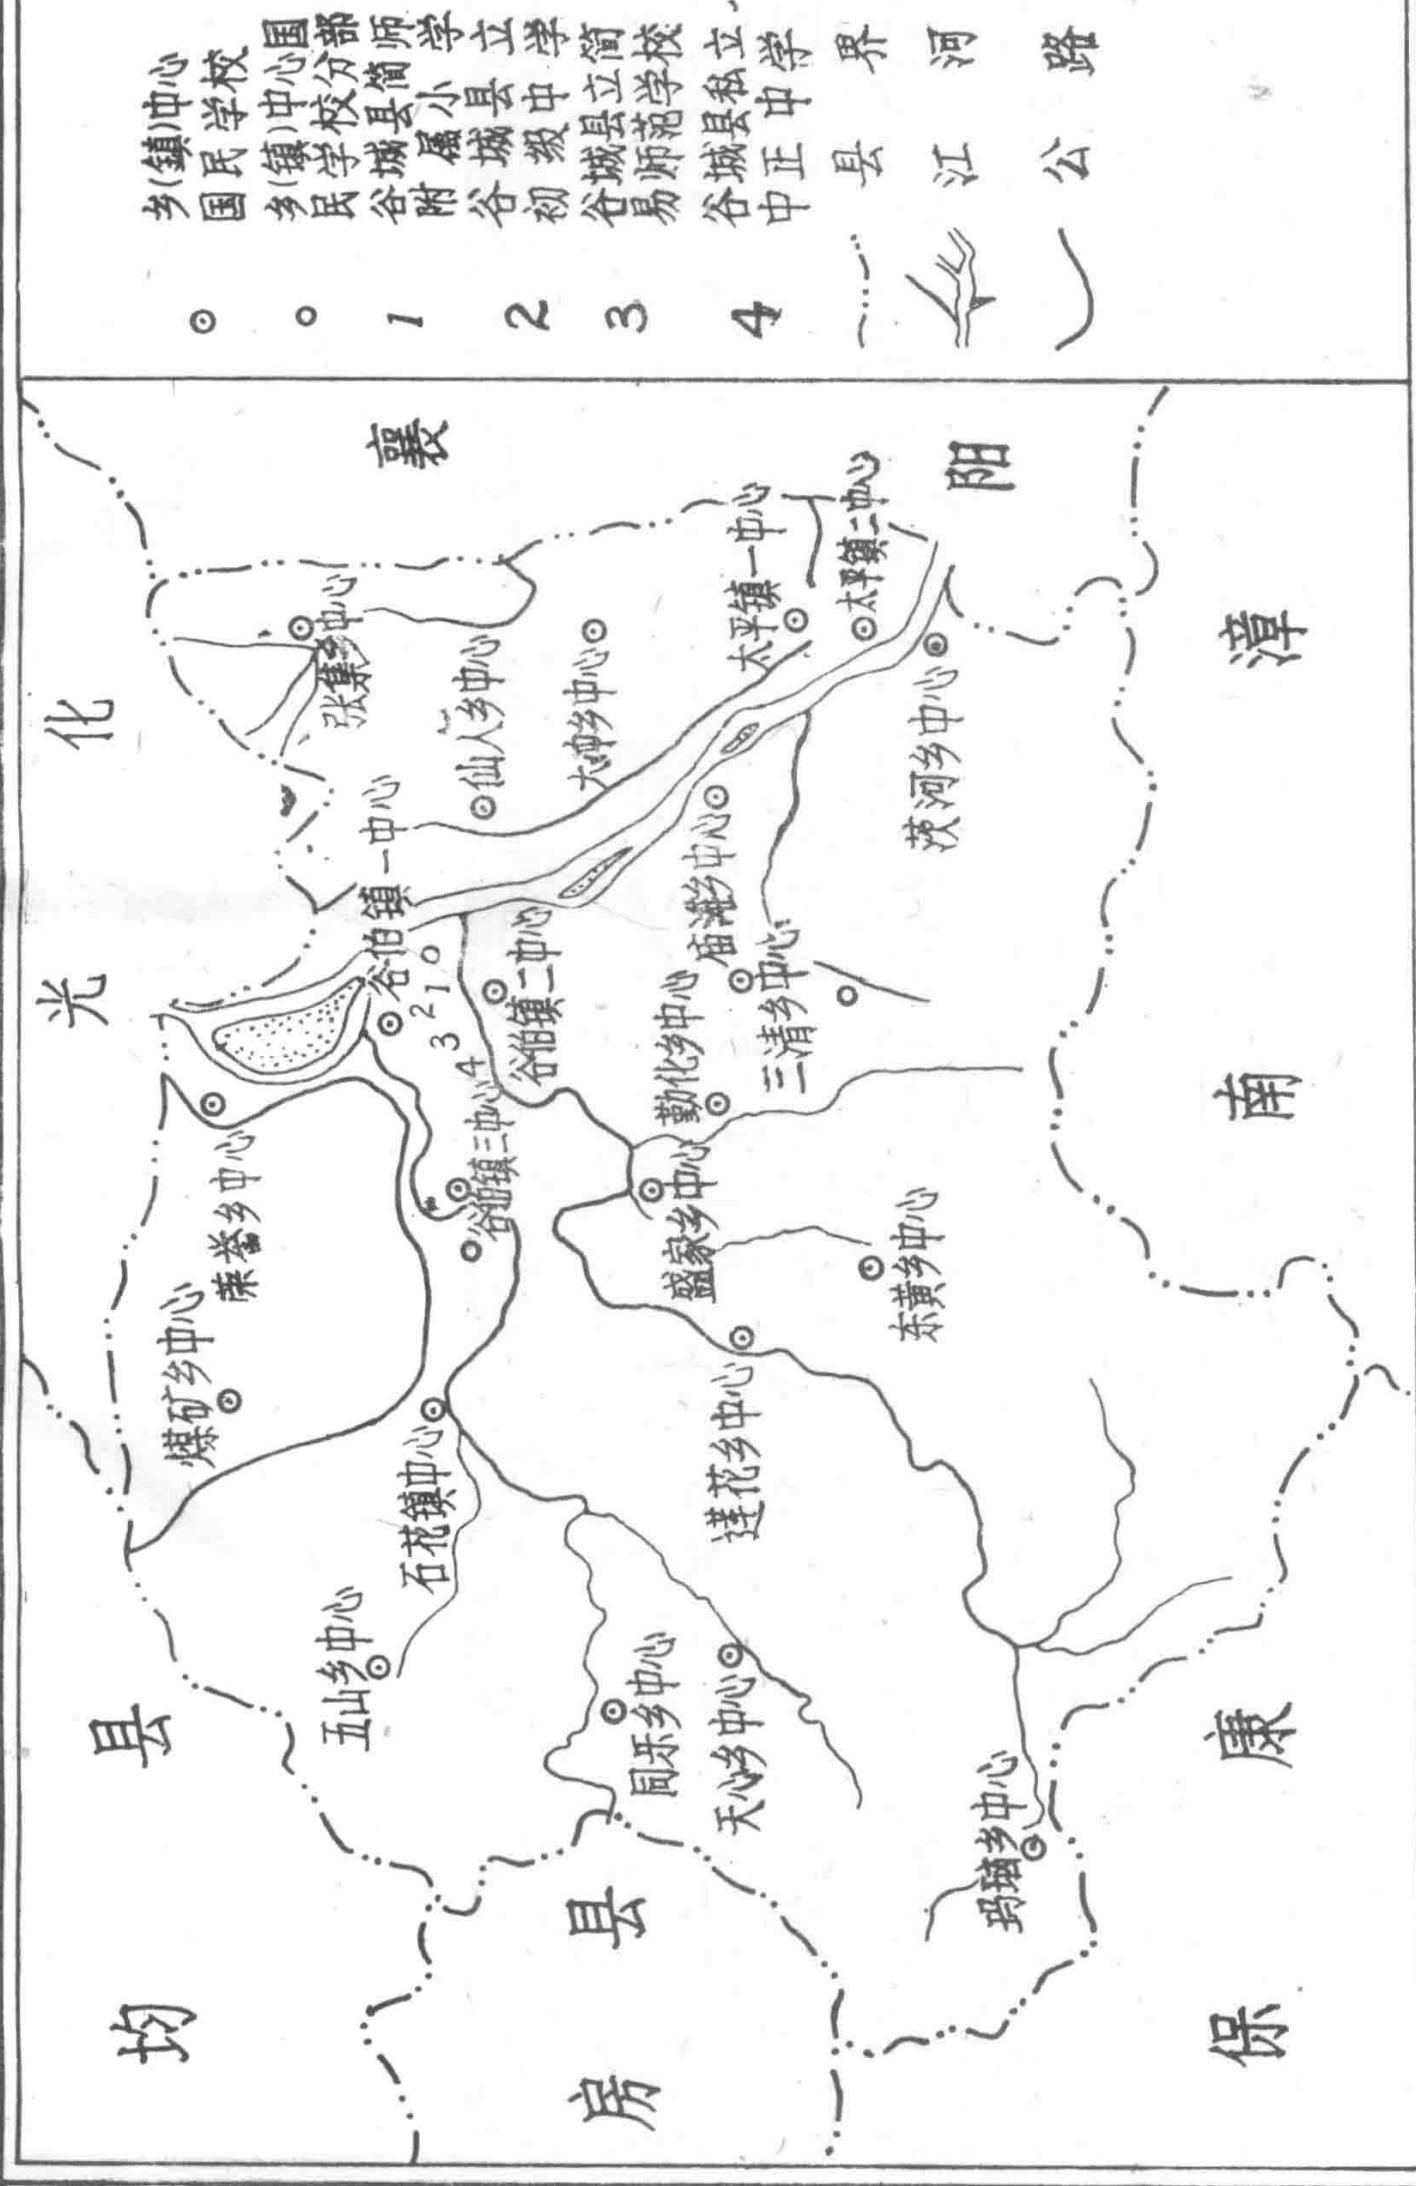 乡(鎮)中心
国民学校
乡(镇)中心国
民学校分部
谷城县简师
附属小学
谷城县立
初级中学
谷城县立简
易师范学校
谷城县私立
中正中学
县界
江河
公路
1
2
3
4
均县
光化
襄阳
房县
保康
南漳
煤矿乡中心
莱 乡中心
张集乡中心
五山乡中心
石花镇中心
谷伯镇一中心
仙人乡中心
谷伯镇三中心
谷伯镇二中心
1
2
3
4
太冲乡中心
同乐乡中心
盛家乡中心
勤化乡中心
庙滩乡中心
太平镇一中心
天心乡中心
莲花乡中心
三清乡中心
太平镇二中心
东黄乡中心
茨河乡中心
玛瑙乡中心